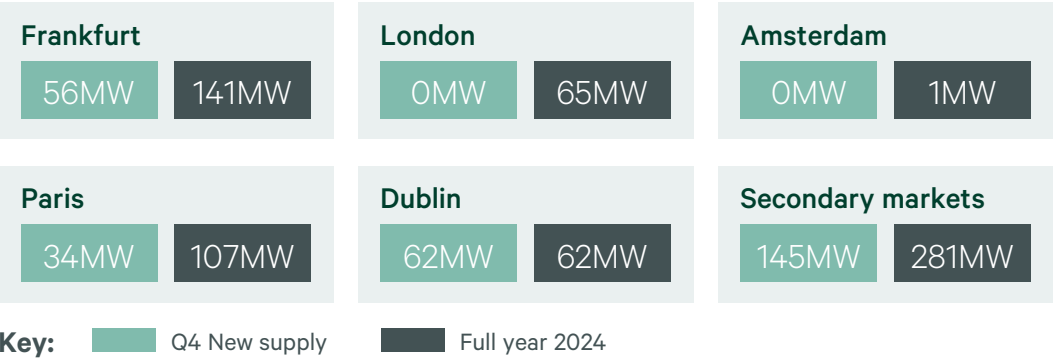 Frankfurt
56MW 141MW
London
0MW 65MW
Amsterdam
0MW 1MW
Paris
34MW 107MW
Dublin
62MW 62MW
Secondary markets
145MW 281MW
Key: Q4 New supply Full year 2024